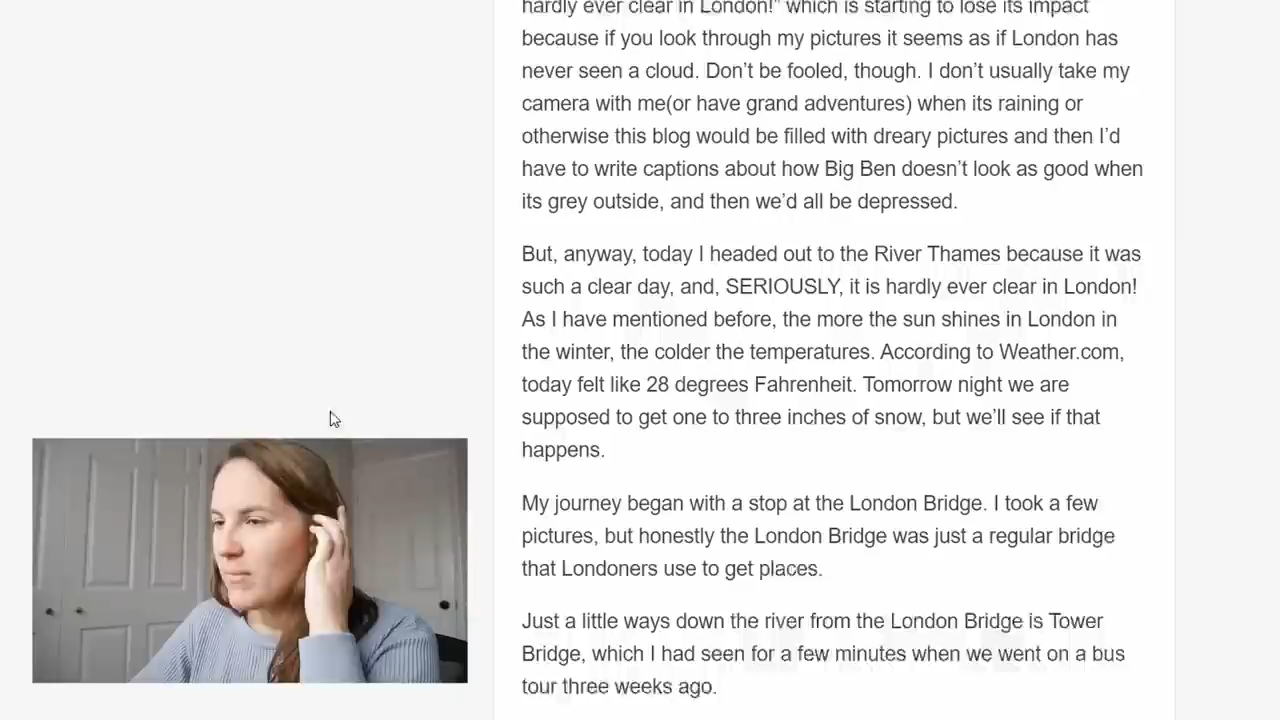 hardly ever clear in London!" which is starting to lose its impact
because if you look through my pictures it seems as if London has
never seen a cloud. Don’t be fooled, though. I don’t usually take my
camera with me(or have grand adventures) when its raining or
otherwise this blog would be filled with dreary pictures and then I’d
have to write captions about how Big Ben doesn’t look as good when
its grey outside, and then we’d all be depressed.
But, anyway, today I headed out to the River Thames because it was
such a clear day, and, SERIOUSLY, it is hardly ever clear in London!
As I have mentioned before, the more the sun shines in London in
the winter, the colder the temperatures. According to Weather.com,
today felt like 28 degrees Fahrenheit. Tomorrow night we are
supposed to get one to three inches of snow, but we’ll see if that
happens.
My journey began with a stop at the London Bridge. I took a few
pictures, but honestly the London Bridge was just a regular bridge
that Londoners use to get places.
Just a little ways down the river from the London Bridge is Tower
Bridge, which I had seen for a few minutes when we went on a bus
tour three weeks ago.